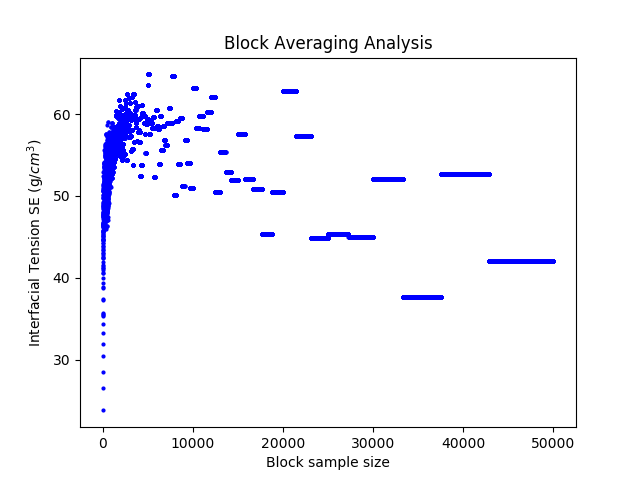 Block Averaging Analysis
Interfacial Tension SE (g/cm³)
60
50
40
30
0 10000 20000 30000 40000 50000
Block sample size